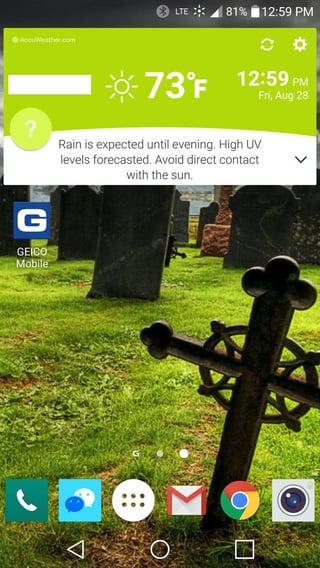 LTE 81% 12:59 PM
AccuWeather.com
73°F
12:59 PM
Fri, Aug 28
?
Rain is expected until evening. High UV
levels forecasted. Avoid direct contact
with the sun.
G
GEICO
Mobile
G